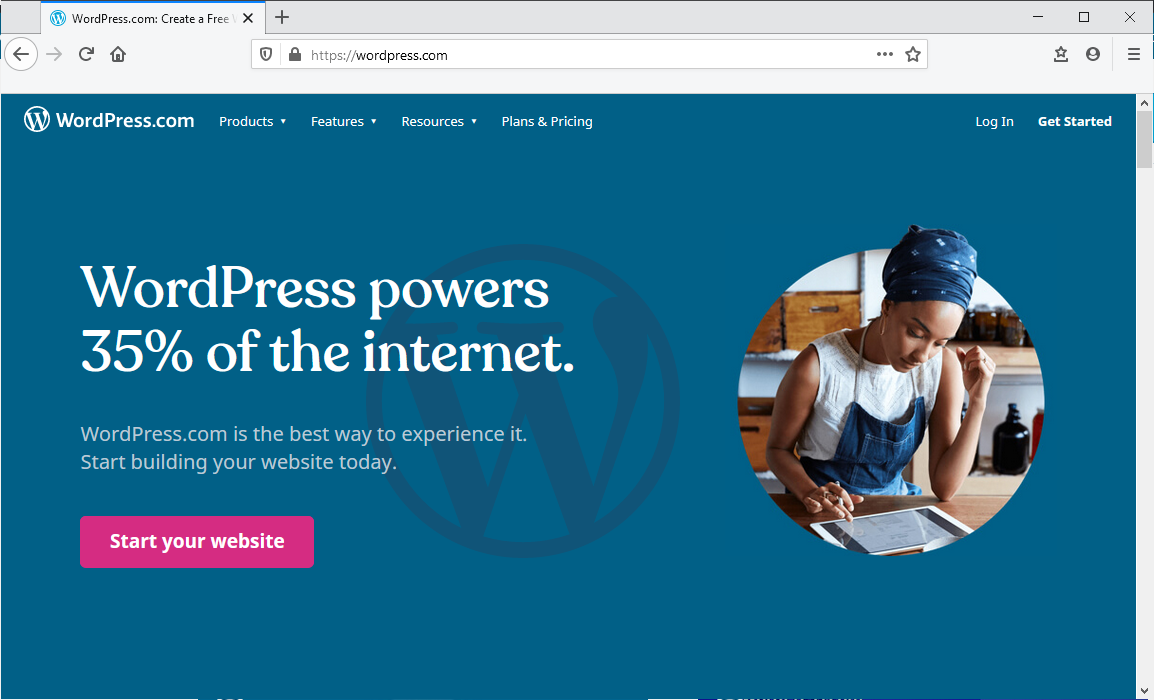 WordPress.com: Create a Free
https://wordpress.com
WordPress.com
Products
Features
Resources
Plans & Pricing
Log In
Get Started
WordPress powers
35% of the internet.
WordPress.com is the best way to experience it.
Start building your website today.
Start your website